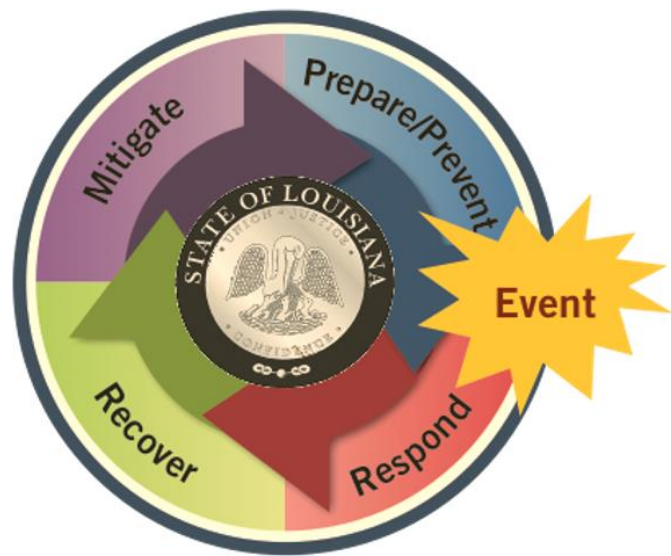 Mitigate
Prepare/Prevent
STATE OF LOUISIANA
UNION JUSTICE
CONFIDENCE
Event
Recover
Respond